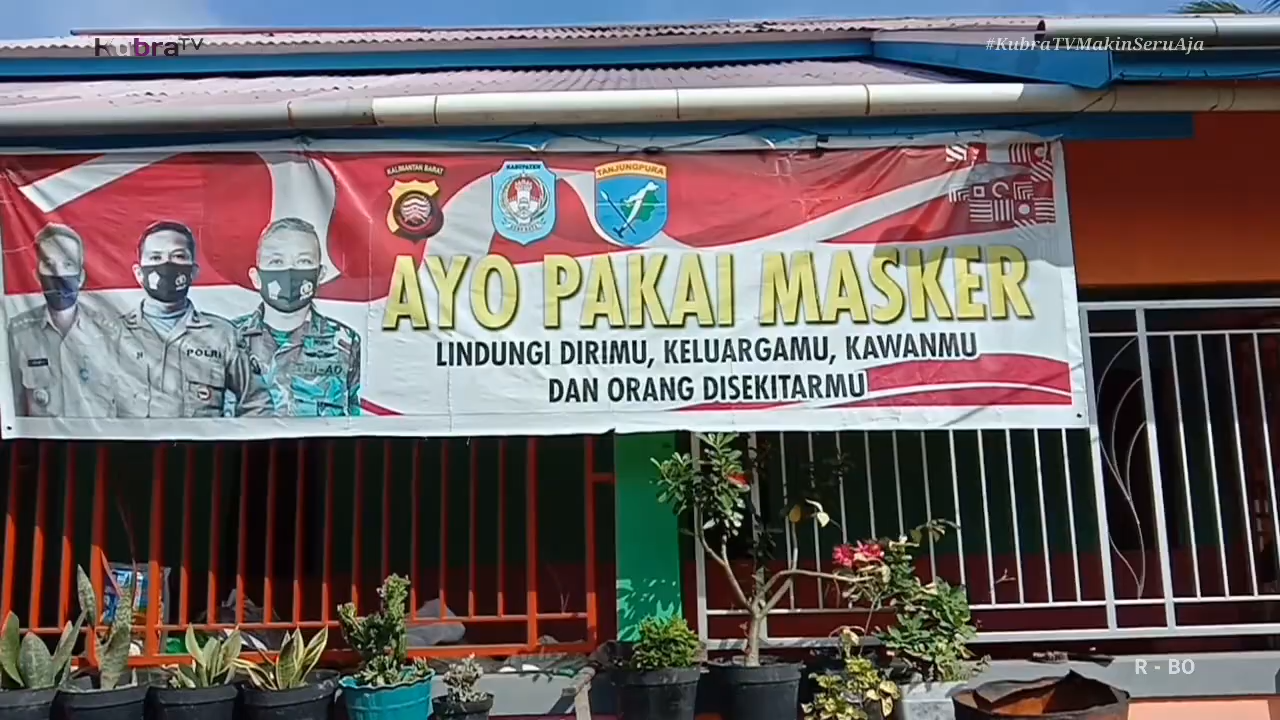 KubraTV
#KubraTVMakinSeruAja
KALIMANTAN BARAT
KABUPATEN
TANJUNGPURA
AYO PAKAI MASKER
LINDUNGI DIRIMU, KELUARGAMU, KAWANMU
DAN ORANG DISEKITARMU
POLRI
R - BO